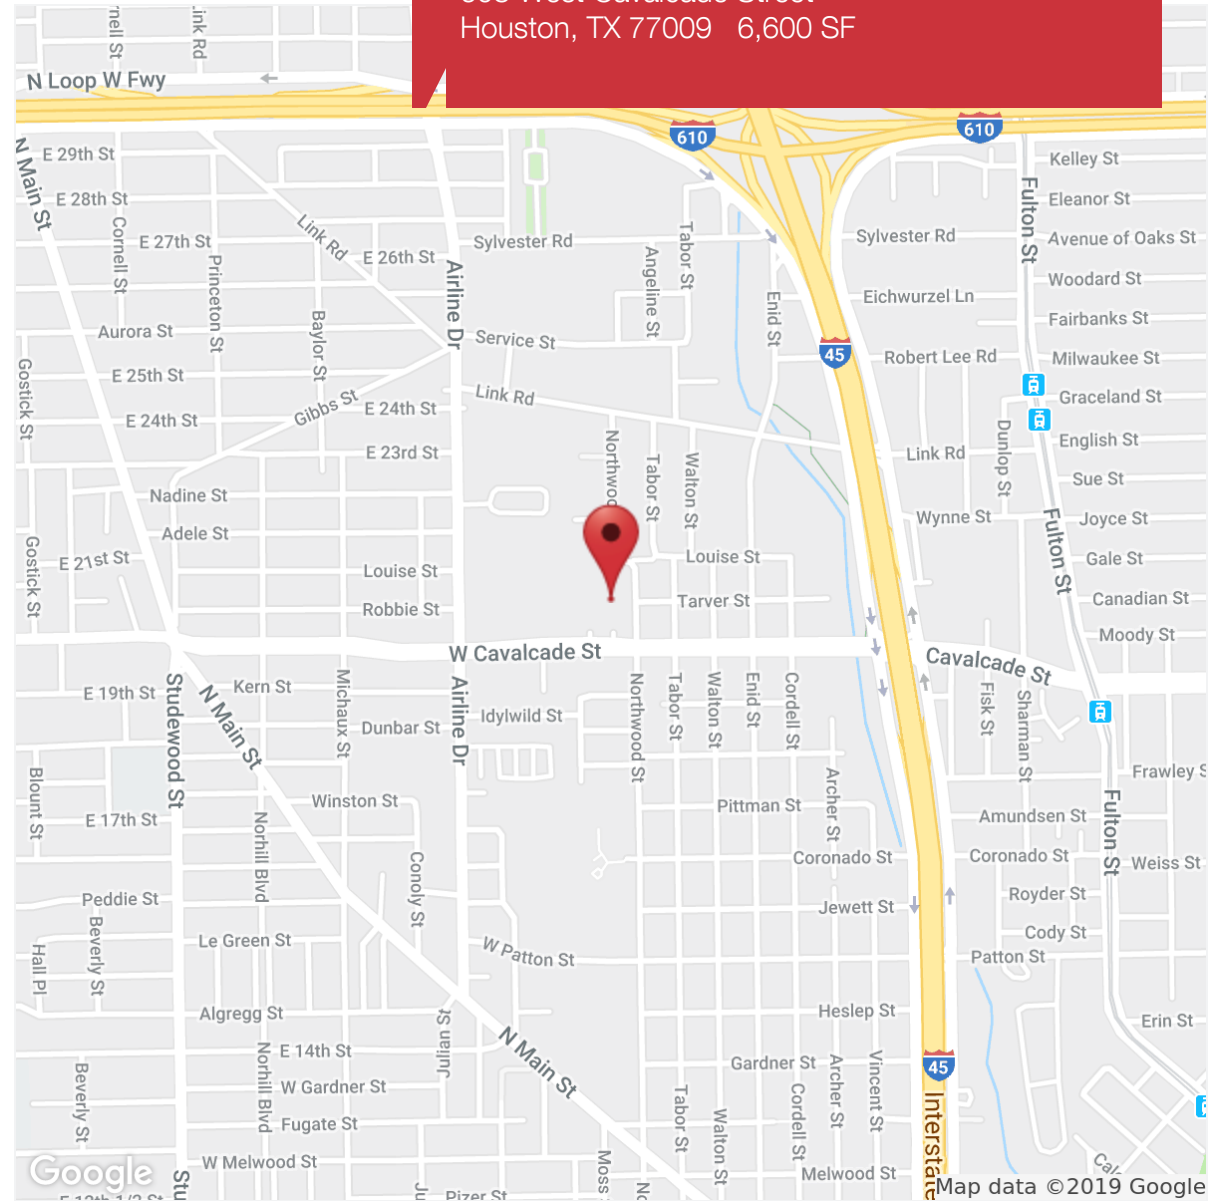 Houston, TX 77009 6,600 SF
N Loop W Fwy
Link Rd
610
610
N Main St
E 29th St
E 28th St
Cornell St
E 27th St
Princeton St
Link Rd
E 26th St
Airline Dr
Sylvester Rd
Angeline St
Tabor St
Enid St
Sylvester Rd
Eichwurzel Ln
Fulton St
Kelley St
Eleanor St
Avenue of Oaks St
Woodard St
Fairbanks St
Milwaukee St
Graceland St
English St
Sue St
Joyce St
Gale St
Canadian St
Moody St
Aurora St
Baylor St
Service St
45
Robert Lee Rd
Gostick St
E 25th St
Gibbs St
E 24th St
E 24th St
Link Rd
E 23rd St
Tabor St
Walton St
Link Rd
Dunlop St
Nadine St
Adele St
Wynne St
Fulton St
Gostick St
E 21st St
Louise St
Robbie St
Louise St
Tarver St
W Cavalcade St
Cavalcade St
E 19th St
Studewood St
N Main St
Kern St
Michaux St
Dunbar St
Airline Dr
Idylwild St
Northwood St
Tabor St
Walton St
Enid St
Cordell St
Fisk St
Sharman St
Blount St
E 17th St
Winston St
Norhill Blvd
Conoly St
Pittman St
Archer St
Coronado St
Frawley S
Amundsen St
Coronado St
Fulton St
Weiss St
Royder St
Cody St
Patton St
Peddie St
Beverly St
Hall Pl
Le Green St
W Patton St
Jewett St
Algregg St
Julian St
N Main St
Heslep St
Erin St
E 14th St
Norhill Blvd
W Gardner St
Fugate St
Beverly St
W Melwood St
Gardner St
Tabor St
Walton St
Cordell St
Archer St
Vincent St
45
Interstate
Melwood St
Moss
Pizer St
Google
Map data ©2019 Google